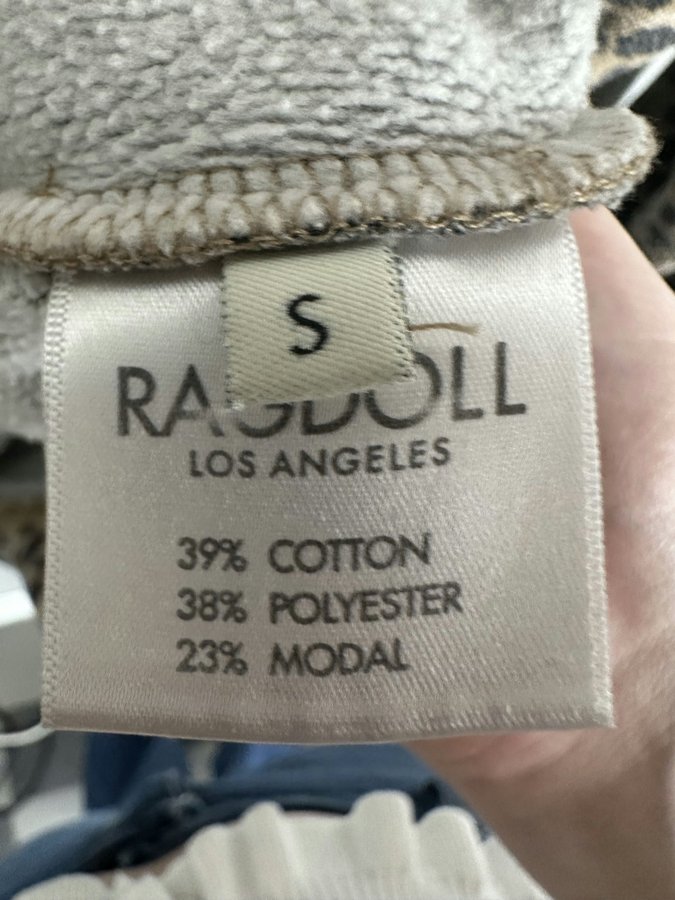 S
RAGDOLL
LOS ANGELES
39% COTTON
38% POLYESTER
23% MODAL